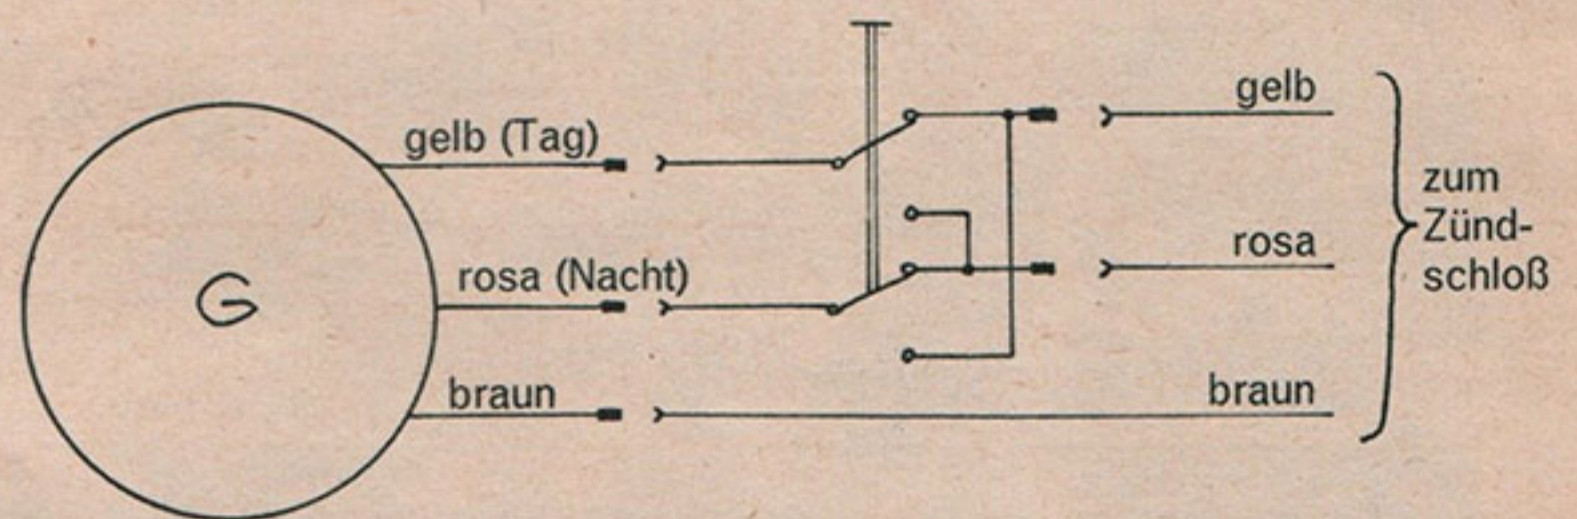 gelb (Tag)
gelb
zum
Zünd-
schloß
rosa (Nacht)
rosa
G
braun
braun